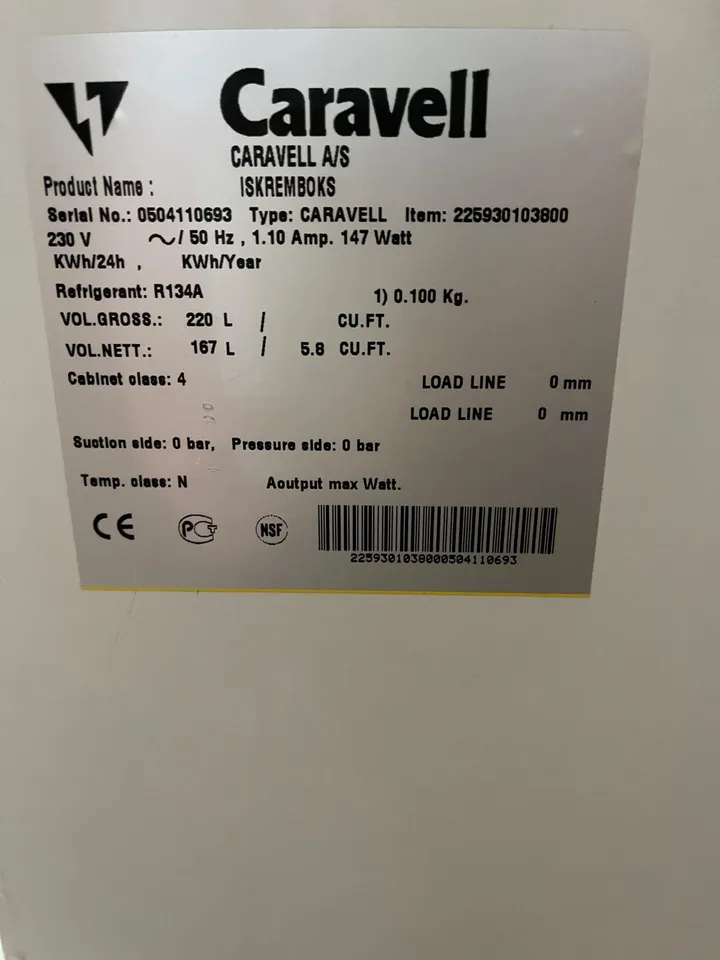 Caravell
CARAVELL A/S
Product Name : ISKREMBOKS
Serial No.: 0504110693 Type: CARAVELL Item: 225930103800
230 V ~/ 50 Hz , 1.10 Amp. 147 Watt
KWh/24h , KWh/Year
Refrigerant: R134A 1) 0.100 Kg.
VOL.GROSS.: 220 L / CU.FT.
VOL.NETT.: 167 L / 5.8 CU.FT.
Cabinet class: 4 LOAD LINE 0 mm
LOAD LINE 0 mm
Suction side: 0 bar, Pressure side: 0 bar
Temp. class: N Aoutput max Watt.
CE PCT NSF
2259301038000504110693